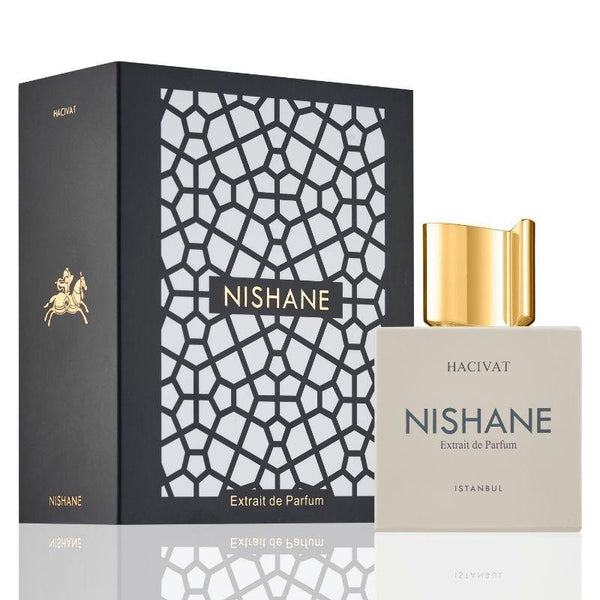 HACIVAT
NISHANE
NISHANE
Extrait de Parfum
HACIVAT
NISHANE
Extrait de Parfum
ISTANBUL